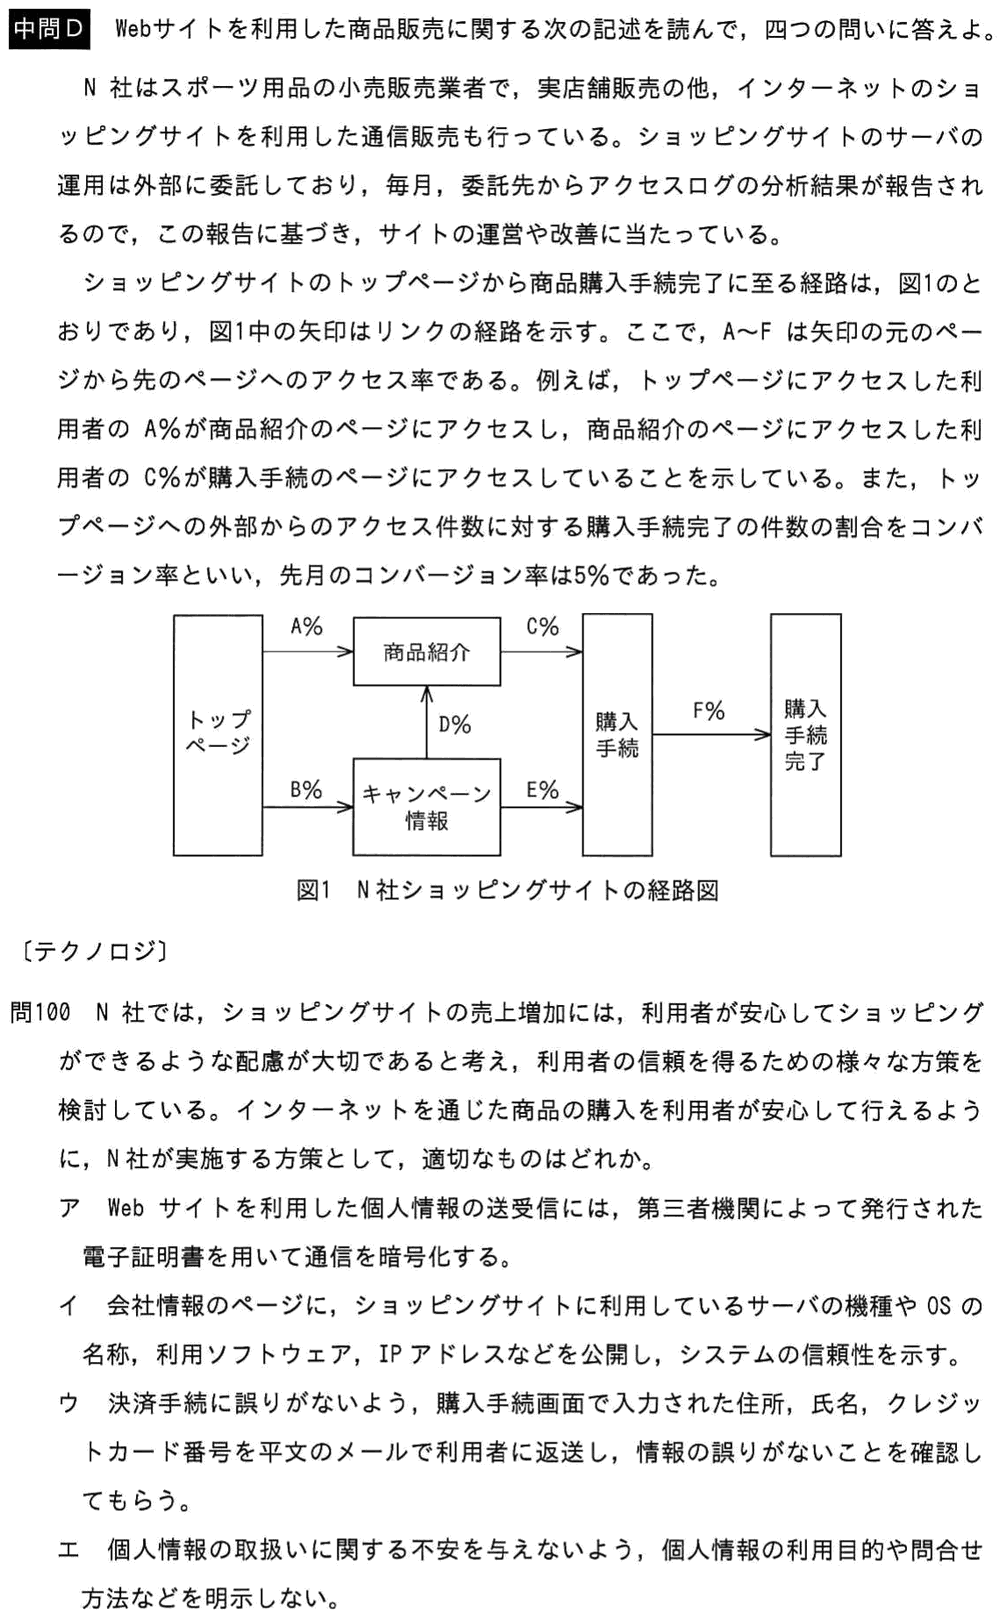 中問D Webサイトを利用した商品販売に関する次の記述を読んで，四つの問いに答えよ。
N 社はスポーツ用品の小売販売業者で，実店舗販売の他，インターネットのショ
ッピングサイトを利用した通信販売も行っている。ショッピングサイトのサーバの
運用は外部に委託しており，毎月，委託先からアクセスログの分析結果が報告され
るので，この報告に基づき，サイトの運営や改善に当たっている。
ショッピングサイトのトップページから商品購入手続完了に至る経路は，図1のと
おりであり，図1中の矢印はリンクの経路を示す。ここで，A～F は矢印の元のペー
ジから先のページへのアクセス率である。例えば，トップページにアクセスした利
用者の A%が商品紹介のページにアクセスし，商品紹介のページにアクセスした利
用者の C%が購入手続のページにアクセスしていることを示している。また，トッ
プページへの外部からのアクセス件数に対する購入手続完了の件数の割合をコンバ
ージョン率といい，先月のコンバージョン率は5%であった。
トップ
ページ
A%
B%
商品紹介
D%
キャンペーン
情報
C%
E%
購入
手続
F%
購入
手続
完了
図1 N社ショッピングサイトの経路図
〔テクノロジ〕
問100 N 社では，ショッピングサイトの売上増加には，利用者が安心してショッピング
ができるような配慮が大切であると考え，利用者の信頼を得るための様々な方策を
検討している。インターネットを通じた商品の購入を利用者が安心して行えるよう
に，N社が実施する方策として，適切なものはどれか。
ア Web サイトを利用した個人情報の送受信には，第三者機関によって発行された
電子証明書を用いて通信を暗号化する。
イ 会社情報のページに，ショッピングサイトに利用しているサーバの機種や OS の
名称，利用ソフトウェア，IP アドレスなどを公開し，システムの信頼性を示す。
ウ 決済手続に誤りがないよう，購入手続画面で入力された住所，氏名，クレジッ
トカード番号を平文のメールで利用者に返送し，情報の誤りがないことを確認し
てもらう。
エ 個人情報の取扱いに関する不安を与えないよう，個人情報の利用目的や問合せ
方法などを明示しない。